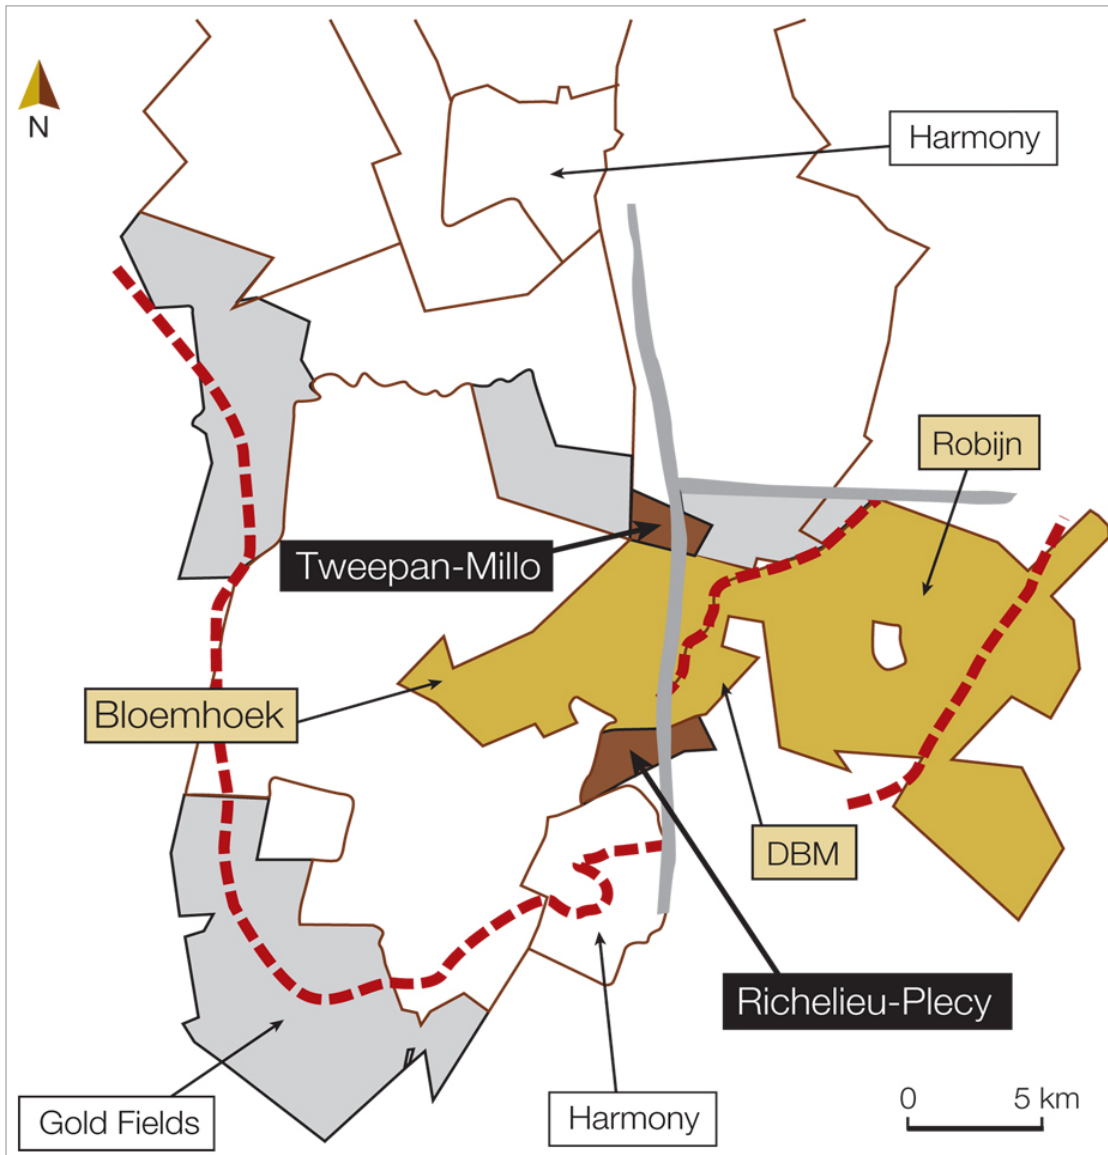 N
Harmony
Robijn
Tweepan-Millo
Bloemhoek
DBM
Richelieu-Plecy
Gold Fields
Harmony
0 5 km